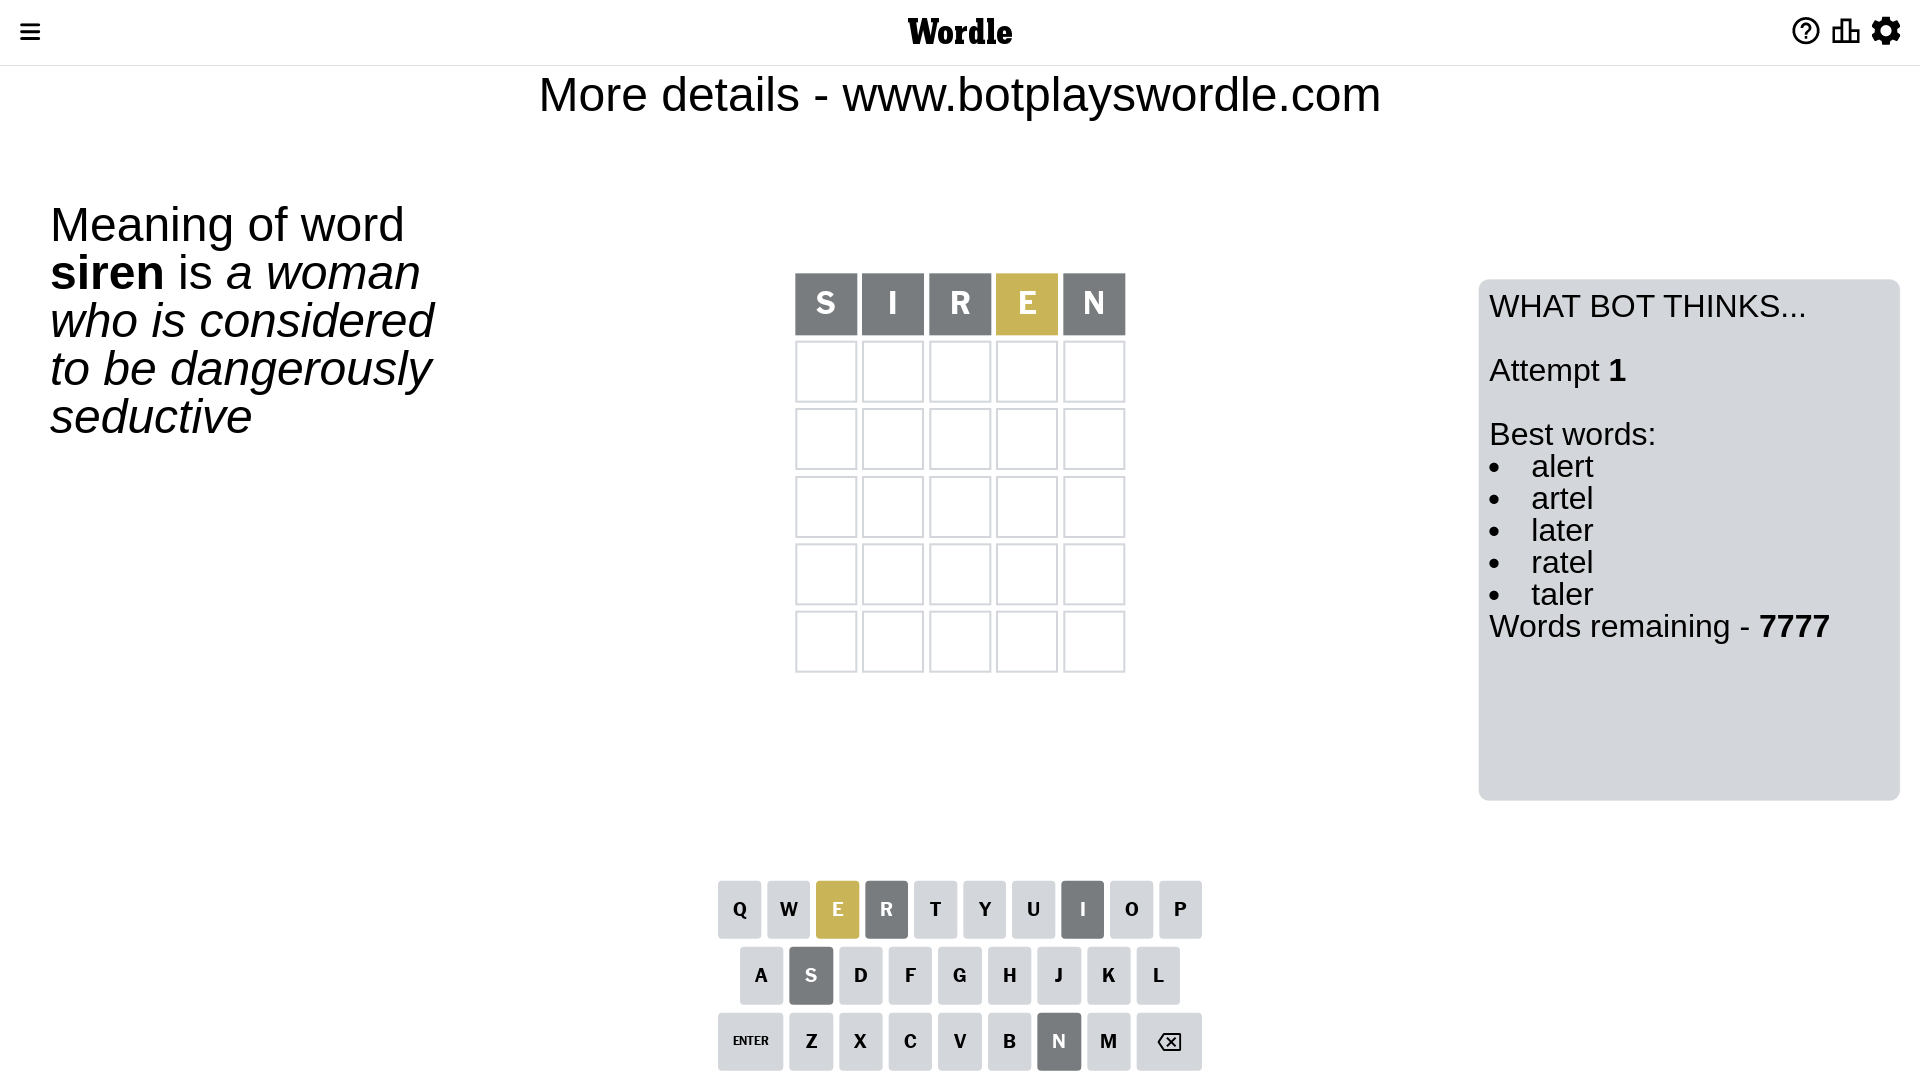 Wordle
More details - www.botplayswordle.com
Meaning of word
siren is a woman
who is considered
to be dangerously
seductive
S I R E N
WHAT BOT THINKS...
Attempt 1
Best words:
• alert
• artel
• later
• ratel
• taler
Words remaining - 7777
Q W E R T Y U I O P
A S D F G H J K L
ENTER Z X C V B N M